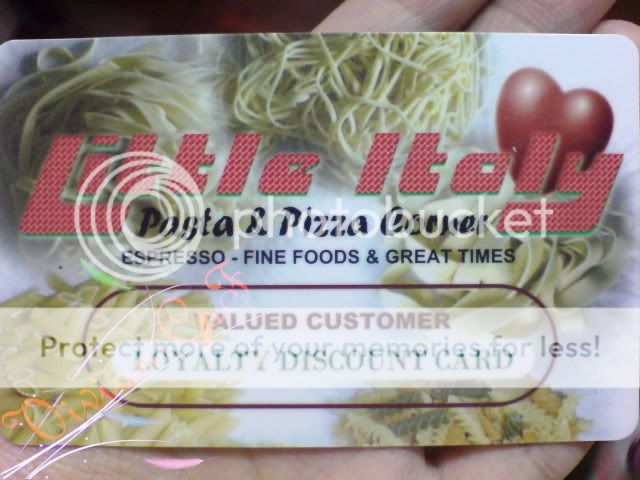 Little Italy
photobucket
Pasta & Pizza Corner
ESPRESSO - FINE FOODS & GREAT TIMES
VALUED CUSTOMER
Protect more of your memories for less!
LOYALTY DISCOUNT CARD